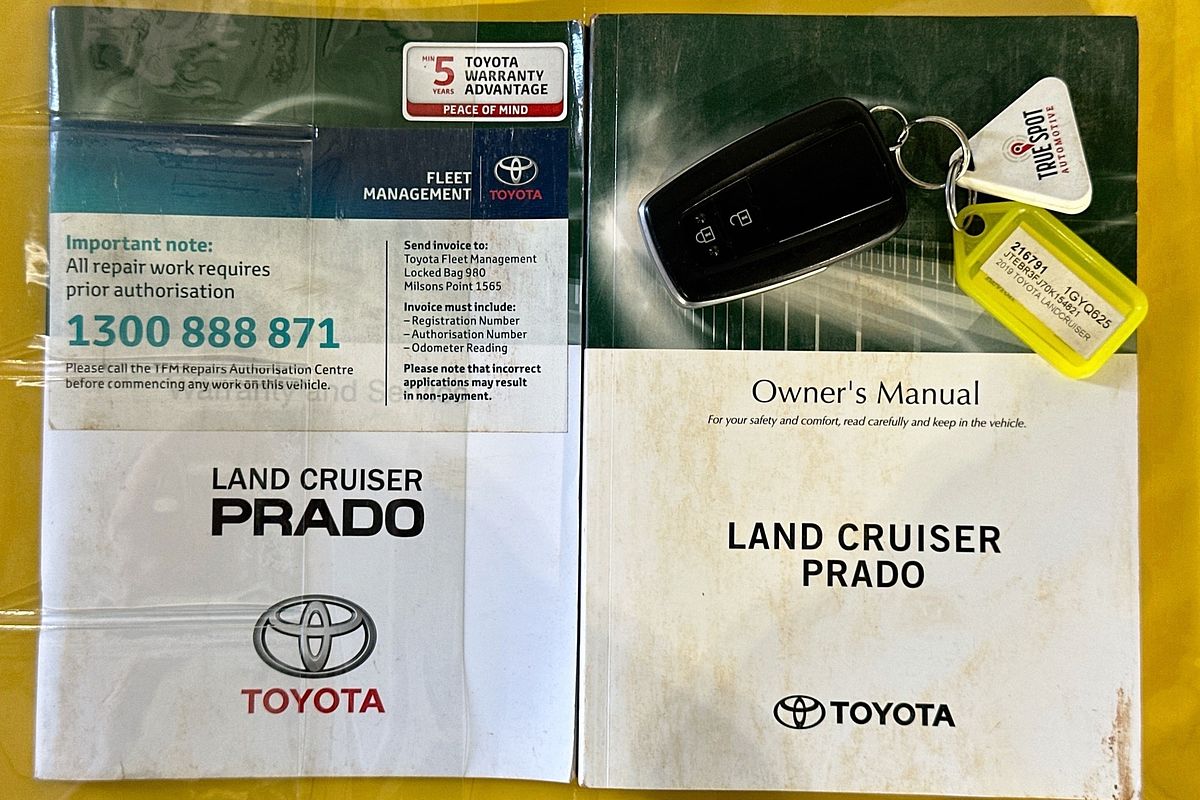 MIN 5 YEARS
TOYOTA
WARRANTY
ADVANTAGE
PEACE OF MIND
FLEET
MANAGEMENT
TOYOTA
Important note:
All repair work requires
prior authorisation
1300 888 871
Please call the TFM Repairs Authorisation Centre
before commencing any work on this vehicle.
Send invoice to:
Toyota Fleet Management
Locked Bag 980
Milsons Point 1565
Invoice must include:
– Registration Number
– Authorisation Number
– Odometer Reading
Please note that incorrect
applications may result
in non-payment.
Warranty and Service
LAND CRUISER
PRADO
TOYOTA
TRUE SPOT
AUTOMOTIVE
216791 1GYQ625
JTEBR3FJ70K154821
2019 TOYOTA LANDCRUISER
Owner's Manual
For your safety and comfort, read carefully and keep in the vehicle.
LAND CRUISER
PRADO
TOYOTA